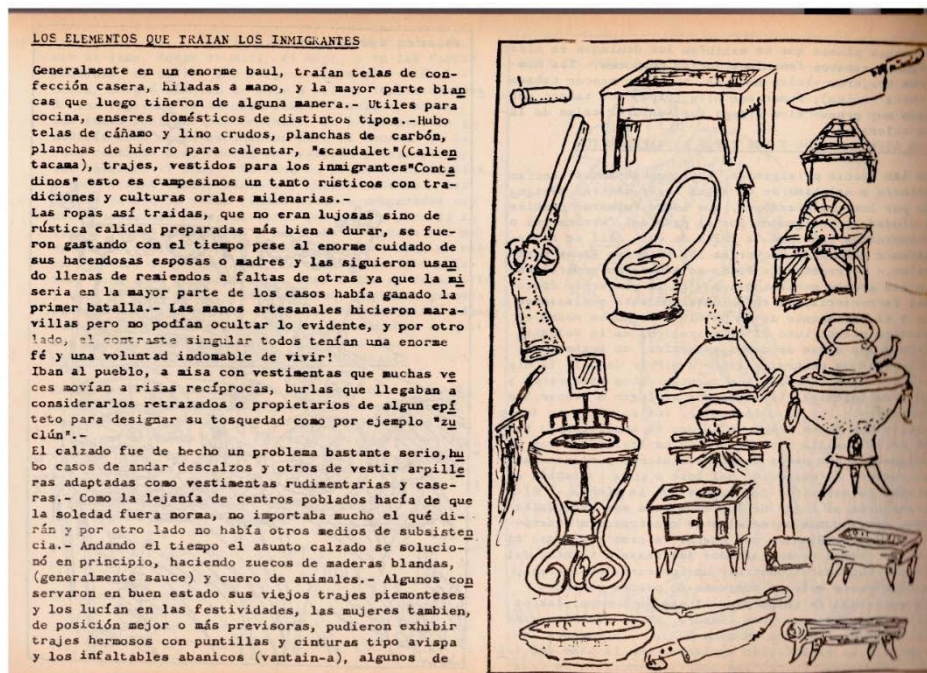 LOS ELEMENTOS QUE TRAIAN LOS INMIGRANTES
Generalmente en un enorme baul, traían telas de con-
fección casera, hiladas a mano, y la mayor parte blan
cas que luego tiñeron de alguna manera.- Utiles para
cocina, enseres domésticos de distintos tipos.-Hubo
telas de cáñamo y lino crudos, planchas de carbón,
planchas de hierro para calentar, "scaudalet"(Calien
tacama), trajes, vestidos para los inmigrantes"Conta
dinos" esto es campesinos un tanto rústicos con tra-
diciones y culturas orales milenarias.-
Las ropas así traidas, que no eran lujosas sino de
rústica calidad preparadas más bien a durar, se fue-
ron gastando con el tiempo pese al enorme cuidado de
sus hacendosas esposas o madres y las siguieron usan
do llenas de remiendos a faltas de otras ya que la mi
seria en la mayor parte de los casos había ganado la
primer batalla.- Las manos artesanales hicieron mara-
villas pero no podían ocultar lo evidente, y por otro
lado, el contraste singular todos tenían una enorme
fé y una voluntad indomable de vivir!
Iban al pueblo, a misa con vestimentas que muchas ve
ces movían a risas recíprocas, burlas que llegaban a
considerarlos retrazados o propietarios de algun epí
teto para designar su tosquedad como por ejemplo "zu
clún".-
El calzado fue de hecho un problema bastante serio,hu
bo casos de andar descalzos y otros de vestir arpille
ras adaptadas como vestimentas rudimentarias y case-
ras.- Como la lejanía de centros poblados hacía de que
la soledad fuera norma, no importaba mucho el qué di-
rán y por otro lado no había otros medios de subsisten
cia.- Andando el tiempo el asunto calzado se solucio-
nó en principio, haciendo zuecos de maderas blandas,
(generalmente sauce) y cuero de animales.- Algunos con
servaron en buen estado sus viejos trajes piemonteses
y los lucían en las festividades, las mujeres tambien,
de posición mejor o más previsoras, pudieron exhibir
trajes hermosos con puntillas y cinturas tipo avispa
y los infaltables abanicos (vantain-a), algunos de